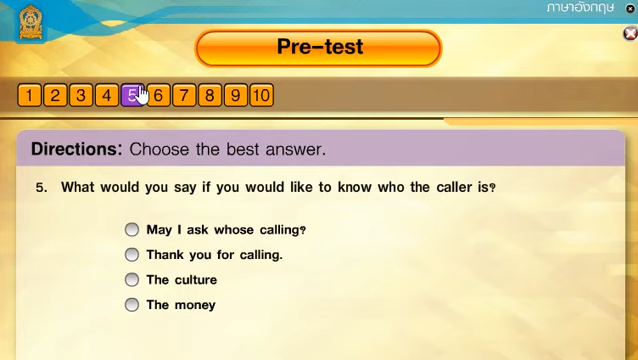 ภาษาอังกฤษ
Pre-test
1 2 3 4 5 6 7 8 9 10
Directions: Choose the best answer.
5. What would you say if you would like to know who the caller is?
May I ask whose calling?
Thank you for calling.
The culture
The money